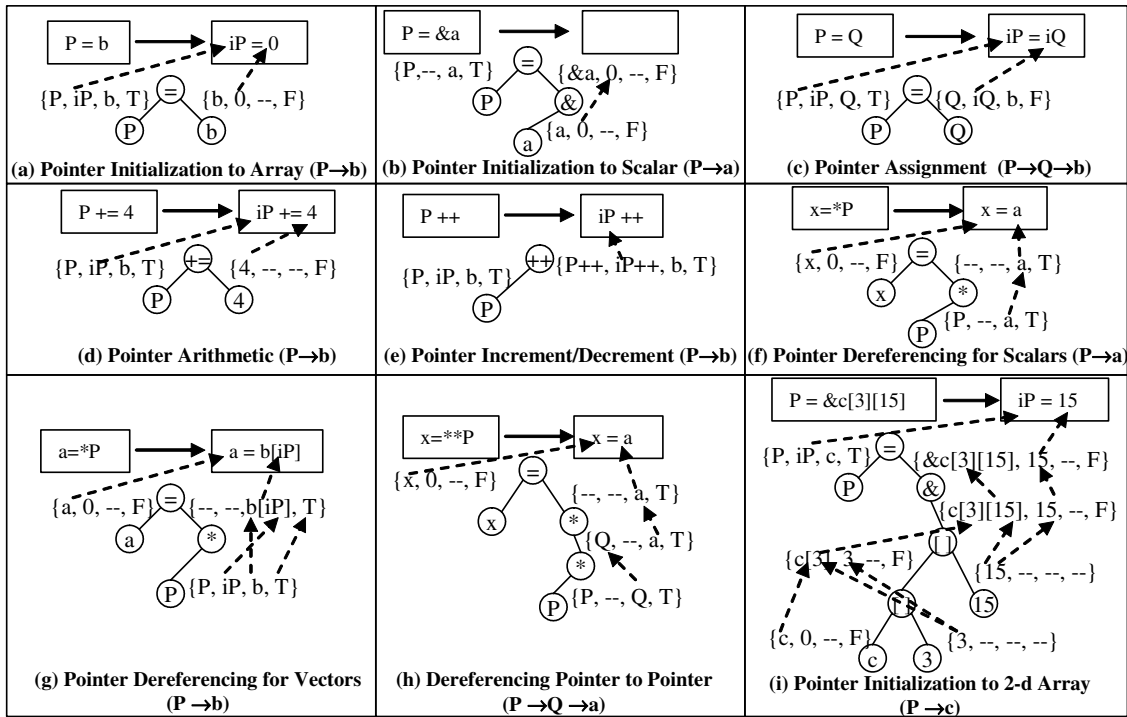 P = b
iP = 0
{P, iP, b, T}
=
{b, 0, --, F}
P
b
(a) Pointer Initialization to Array (P→b)
P = &a
{P,--, a, T}
=
{&a, 0, --, F}
P
&
a
{a, 0, --, F}
(b) Pointer Initialization to Scalar (P→a)
P = Q
iP = iQ
{P, iP, Q, T}
=
{Q, iQ, b, F}
P
Q
(c) Pointer Assignment (P→Q→b)
P += 4
iP += 4
{P, iP, b, T}
+=
{4, --, --, F}
P
4
(d) Pointer Arithmetic (P→b)
P ++
iP ++
{P, iP, b, T}
++
{P++, iP++, b, T}
P
(e) Pointer Increment/Decrement (P→b)
x=*P
x = a
{x, 0, --, F}
=
{--, --, a, T}
x
*
P
{P, --, a, T}
(f) Pointer Dereferencing for Scalars (P→a)
a=*P
a = b[iP]
{a, 0, --, F}
=
{--, --,b[iP], T}
a
*
P
{P, iP, b, T}
(g) Pointer Dereferencing for Vectors
(P →b)
x=**P
x = a
{x, 0, --, F}
=
{--, --, a, T}
x
*
{Q, --, a, T}
*
P
{P, --, Q, T}
(h) Dereferencing Pointer to Pointer
(P →Q →a)
P = &c[3][15]
iP = 15
{P, iP, c, T}
=
{&c[3][15], 15, --, F}
P
&
{c[3][15], 15, --, F}
[ ]
{c[3], 3, --, F}
{15, --, --, --}
[ ]
15
{c, 0, --, F}
{3, --, --, --}
c
3
(i) Pointer Initialization to 2-d Array
(P →c)